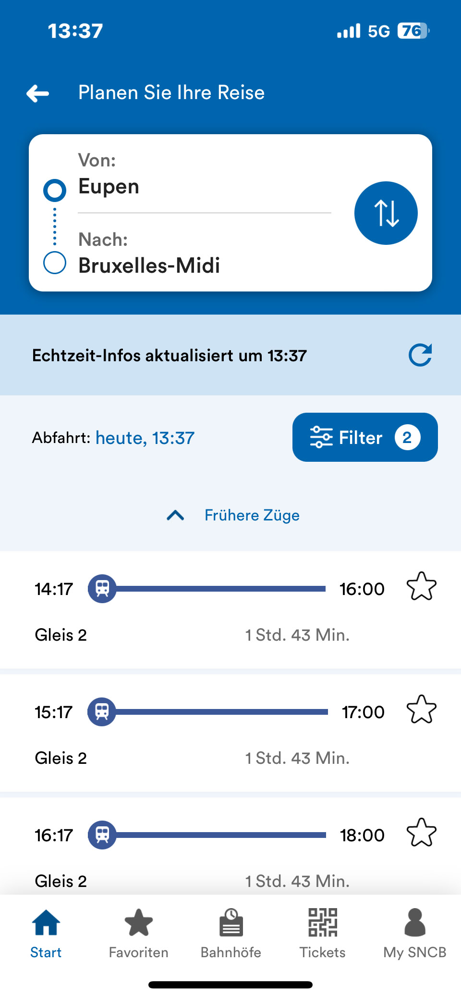 13:37 5G 76
Planen Sie Ihre Reise
Von:
Eupen
Nach:
Bruxelles-Midi
Echtzeit-Infos aktualisiert um 13:37
Abfahrt: heute, 13:37 Filter 2
Frühere Züge
14:17 16:00
Gleis 2 1 Std. 43 Min.
15:17 17:00
Gleis 2 1 Std. 43 Min.
16:17 18:00
Gleis 2 1 Std. 43 Min.
Start Favoriten Bahnhöfe Tickets My SNCB